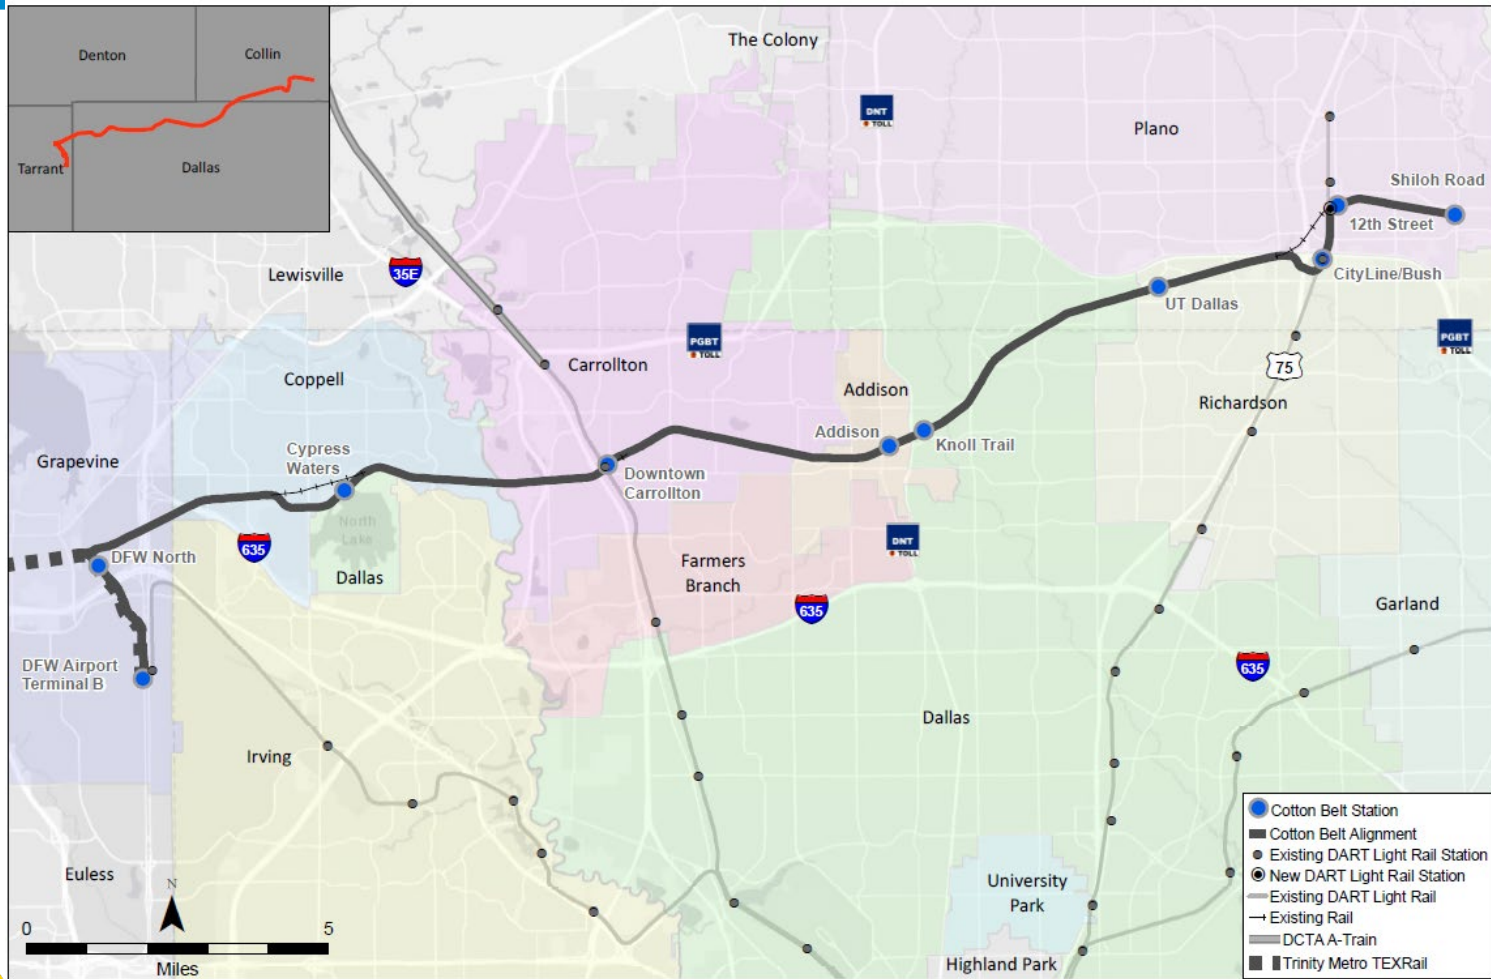 Denton
Collin
Tarrant
Dallas
The Colony
DNT
TOLL
Plano
Shiloh Road
12th Street
CityLine/Bush
UT Dallas
Lewisville
35E
PGBT
TOLL
PGBT
TOLL
75
Coppell
Carrollton
Addison
Richardson
Grapevine
Cypress
Waters
Addison
Knoll Trail
Downtown
Carrollton
North
Lake
635
DFW North
Dallas
DNT
TOLL
Farmers
Branch
635
Garland
DFW Airport
Terminal B
635
Irving
Dallas
Euless
University
Park
Highland Park
N
0 5
Miles
Cotton Belt Station
Cotton Belt Alignment
Existing DART Light Rail Station
New DART Light Rail Station
Existing DART Light Rail
Existing Rail
DCTA A-Train
Trinity Metro TEXRail